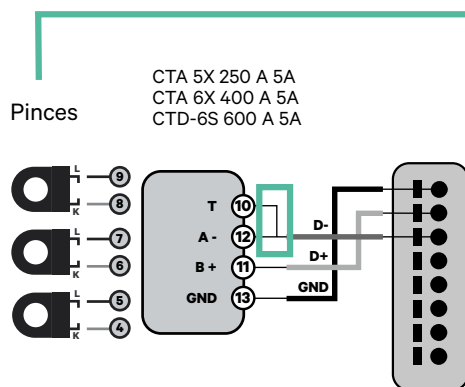 CTA 5X 250 A 5A
CTA 6X 400 A 5A
CTD-6S 600 A 5A
Pinces
L 9
K 8
L 7
K 6
L 5
K 4
T 10
A - 12
B + 11
GND 13
D-
D+
GND